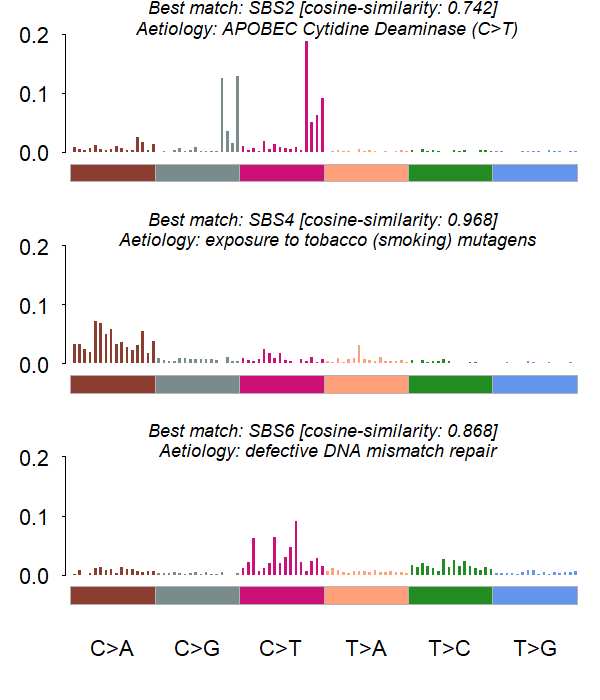 Best match: SBS2 [cosine-similarity: 0.742]
Aetiology: APOBEC Cytidine Deaminase (C>T)
0.2
0.1
0.0
Best match: SBS4 [cosine-similarity: 0.968]
Aetiology: exposure to tobacco (smoking) mutagens
0.2
0.1
0.0
Best match: SBS6 [cosine-similarity: 0.868]
Aetiology: defective DNA mismatch repair
0.2
0.1
0.0
C>A C>G C>T T>A T>C T>G